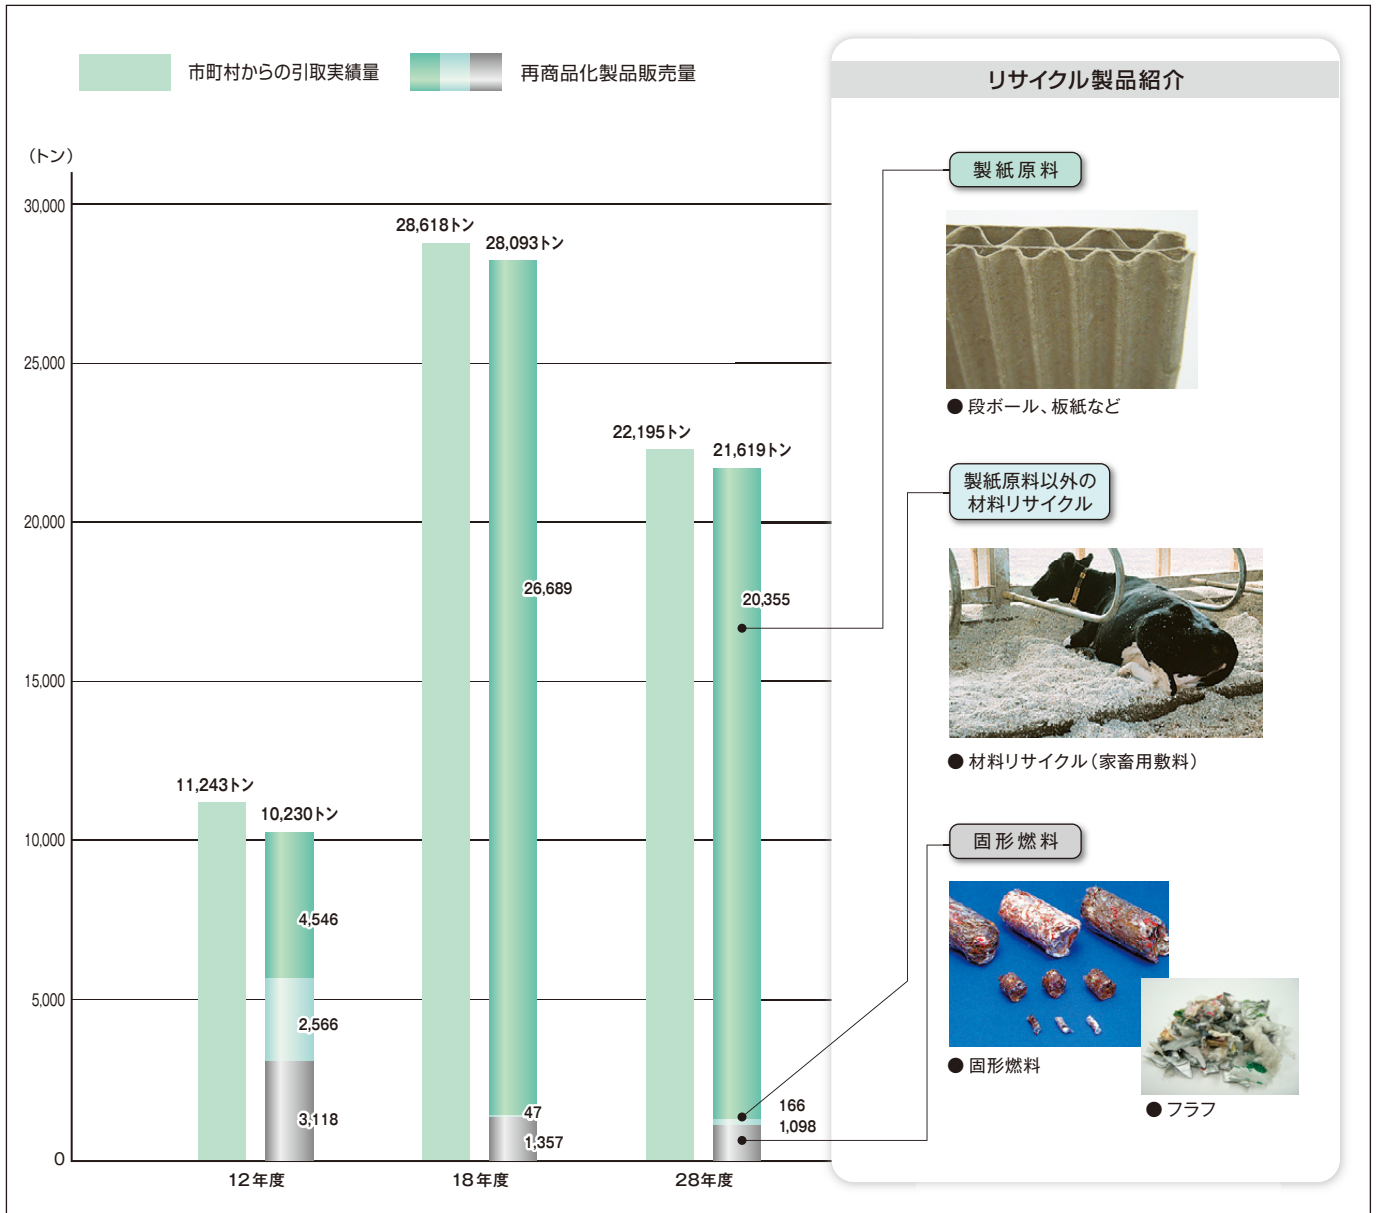 市町村からの引取実績量
再商品化製品販売量
(トン)
30,000
25,000
20,000
15,000
10,000
5,000
0
11,243トン
10,230トン
4,546
2,566
3,118
12年度
28,618トン
28,093トン
26,689
47
1,357
18年度
22,195トン
21,619トン
20,355
166
1,098
28年度
リサイクル製品紹介
製紙原料
● 段ボール、板紙など
製紙原料以外の
材料リサイクル
● 材料リサイクル(家畜用敷料)
固形燃料
● 固形燃料
● フラフ